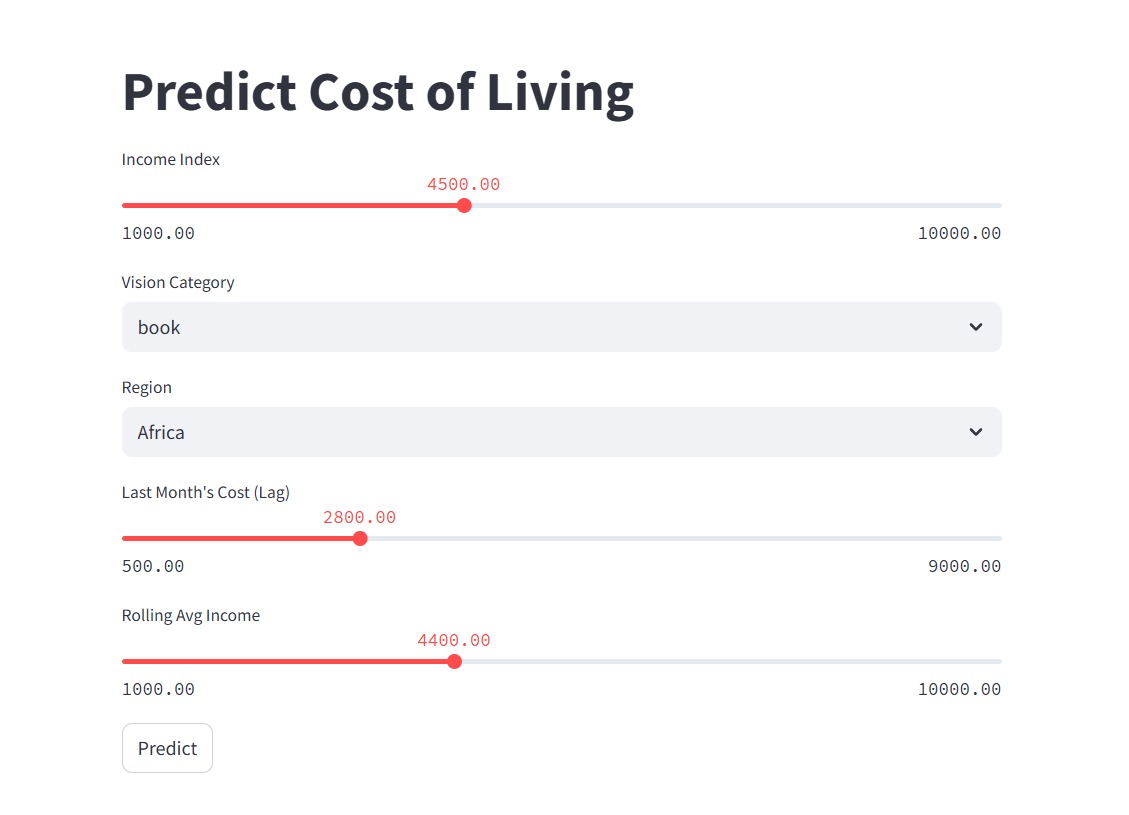 Predict Cost of Living
Income Index
4500.00
1000.00 10000.00
Vision Category
book
Region
Africa
Last Month's Cost (Lag)
2800.00
500.00 9000.00
Rolling Avg Income
4400.00
1000.00 10000.00
Predict